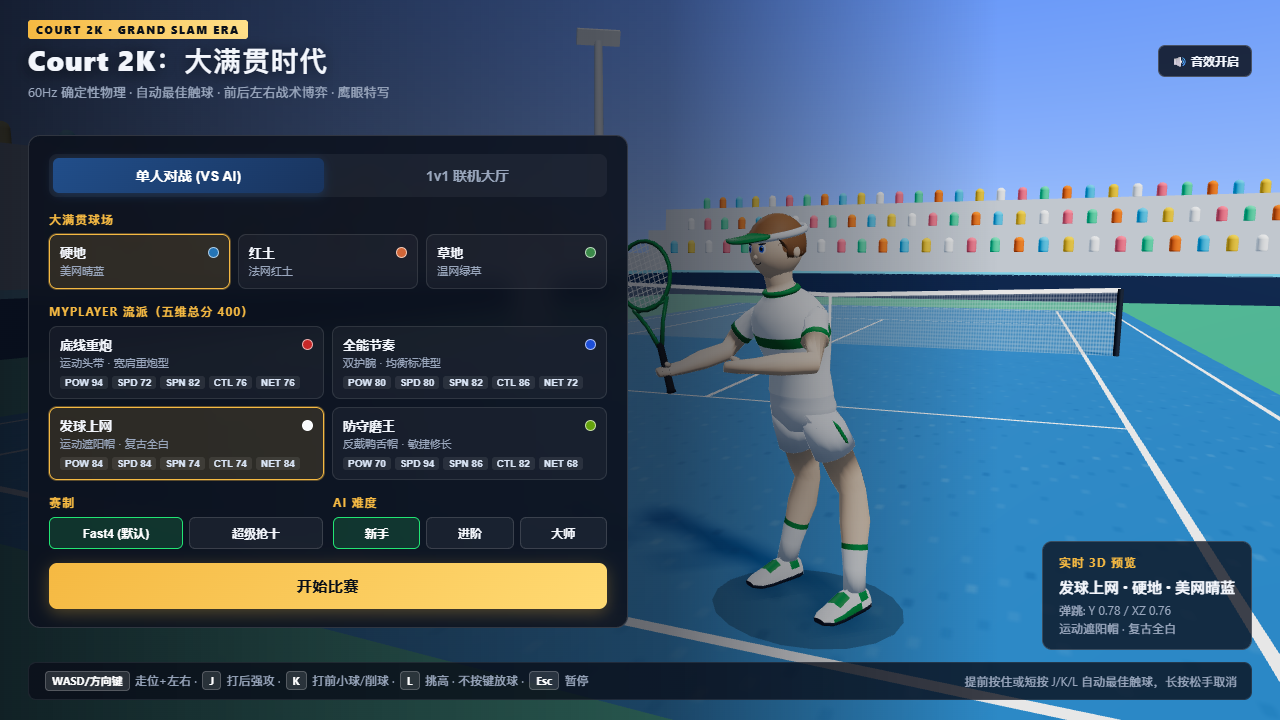 COURT 2K · GRAND SLAM ERA
Court 2K：大满贯时代
60Hz 确定性物理 · 自动最佳触球 · 前后左右战术博弈 · 鹰眼特写
音效开启
单人对战 (VS AI)
1v1 联机大厅
大满贯球场
硬地
美网晴蓝
红土
法网红土
草地
温网绿草
MYPLAYER 流派（五维总分 400）
底线重炮
运动头带 · 宽肩重炮型
POW 94 SPD 72 SPN 82 CTL 76 NET 76
全能节奏
双护腕 · 均衡标准型
POW 80 SPD 80 SPN 82 CTL 86 NET 72
发球上网
运动遮阳帽 · 复古全白
POW 84 SPD 84 SPN 74 CTL 74 NET 84
防守磨王
反戴鸭舌帽 · 敏捷修长
POW 70 SPD 94 SPN 86 CTL 82 NET 68
赛制
Fast4 (默认)
超级抢十
AI 难度
新手
进阶
大师
开始比赛
实时 3D 预览
发球上网 · 硬地 · 美网晴蓝
弹跳: Y 0.78 / XZ 0.76
运动遮阳帽 · 复古全白
WASD/方向键 走位+左右 · J 打后强攻 · K 打前小球/削球 · L 挑高 · 不按键放球 · Esc 暂停
提前按住或短按 J/K/L 自动最佳触球，长按松手取消